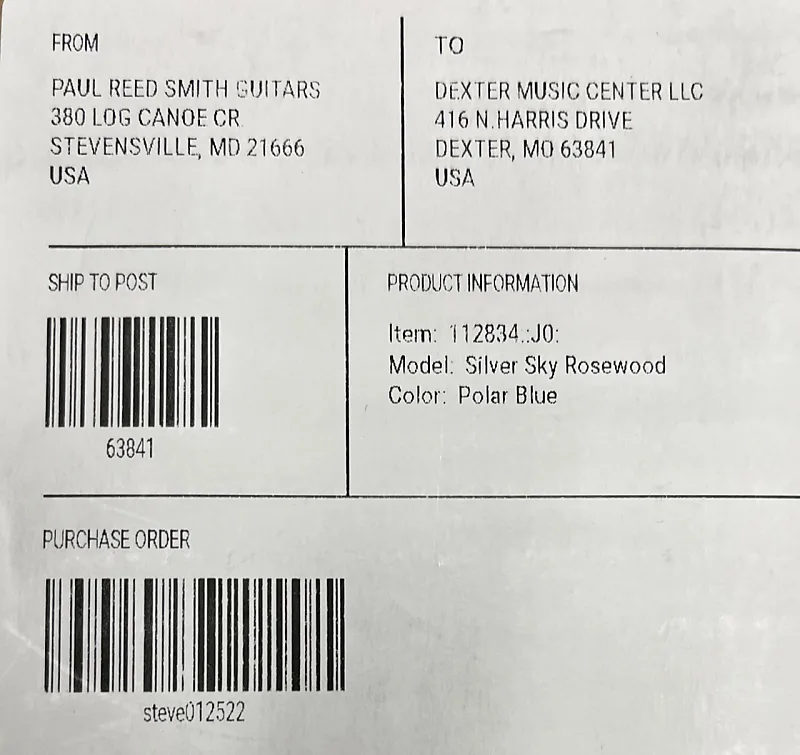 FROM
PAUL REED SMITH GUITARS
380 LOG CANOE CR
STEVENSVILLE, MD 21666
USA
TO
DEXTER MUSIC CENTER LLC
416 N.HARRIS DRIVE
DEXTER, MO 63841
USA
SHIP TO POST
63841
PRODUCT INFORMATION
Item: 112834.:J0:
Model: Silver Sky Rosewood
Color: Polar Blue
PURCHASE ORDER
steve012522